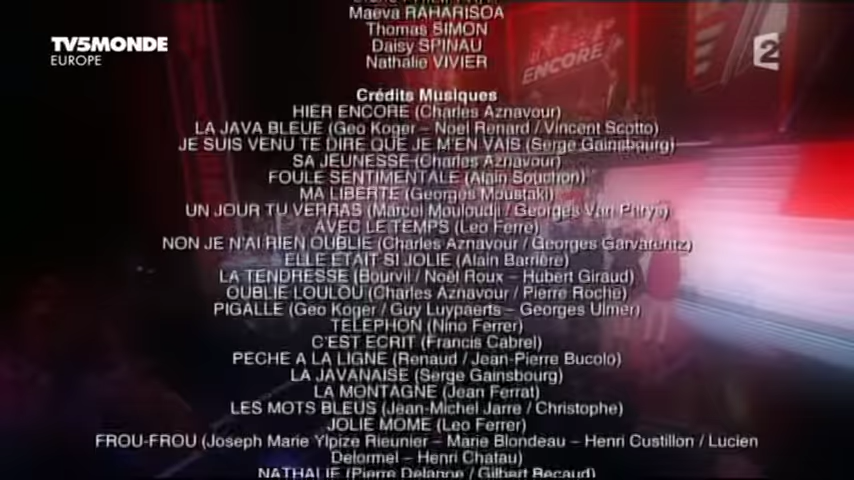 TV5MONDE
EUROPE
2
HIER
ENCORE
Maeva RAHARISOA
Thomas SIMON
Daisy SPINAU
Nathalie VIVIER
Crédits Musiques
HIER ENCORE (Charles Aznavour)
LA JAVA BLEUE (Geo Koger – Noel Renard / Vincent Scotto)
JE SUIS VENU TE DIRE QUE JE M'EN VAIS (Serge Gainsbourg)
SA JEUNESSE (Charles Aznavour)
FOULE SENTIMENTALE (Alain Souchon)
MA LIBERTE (Georges Moustaki)
UN JOUR TU VERRAS (Marcel Mouloudji / Georges Van Parys)
AVEC LE TEMPS (Leo Ferre)
NON JE N'AI RIEN OUBLIE (Charles Aznavour / Georges Garvarentz)
ELLE ETAIT SI JOLIE (Alain Barrière)
LA TENDRESSE (Bourvil / Noël Roux – Hubert Giraud)
OUBLIE LOULOU (Charles Aznavour / Pierre Roche)
PIGALLE (Geo Koger / Guy Luypaerts – Georges Ulmer)
TELEPHON (Nino Ferrer)
C'EST ECRIT (Francis Cabrel)
PECHE A LA LIGNE (Renaud / Jean-Pierre Bucolo)
LA JAVANAISE (Serge Gainsbourg)
LA MONTAGNE (Jean Ferrat)
LES MOTS BLEUS (Jean-Michel Jarre / Christophe)
JOLIE MOME (Leo Ferrer)
FROU-FROU (Joseph Marie Ylpize Rieunier – Marie Blondeau – Henri Custillon / Lucien
Delormel – Henri Chatau)
NATHALIE (Pierre Delanoe / Gilbert Becaud)